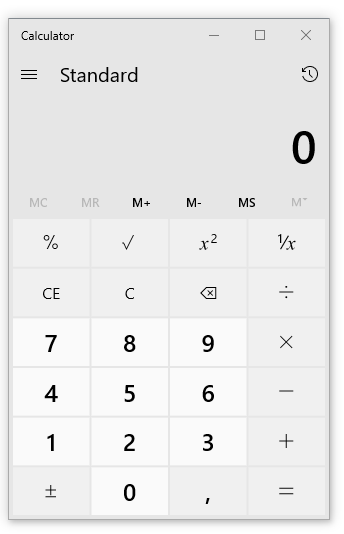 Calculator
Standard
0
MC MR M+ M- MS M˅
% √ x² ¹/x
CE C ÷
7 8 9 ×
4 5 6 −
1 2 3 +
± 0 , =